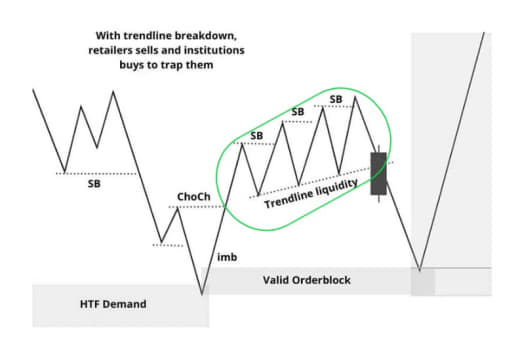 With trendline breakdown,
retailers sells and institutions
buys to trap them
SB
SB
SB
SB
ChoCh
Trendline liquidity
imb
Valid Orderblock
HTF Demand